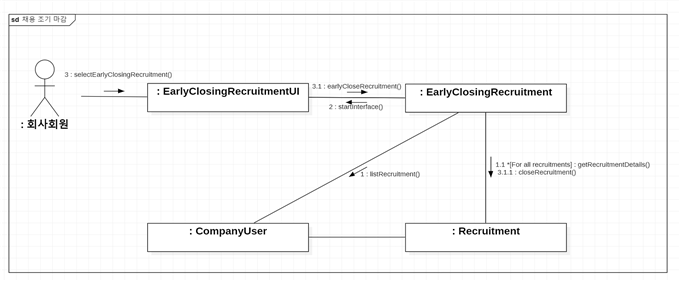 sd 채용 조기 마감
3 : selectEarlyClosingRecruitment()
: EarlyClosingRecruitmentUI
3.1 : earlyCloseRecruitment()
2 : startInterface()
: EarlyClosingRecruitment
: 회사회원
1.1 *[For all recruitments] : getRecruitmentDetails()
3.1.1 : closeRecruitment()
1 : listRecruitment()
: CompanyUser
: Recruitment